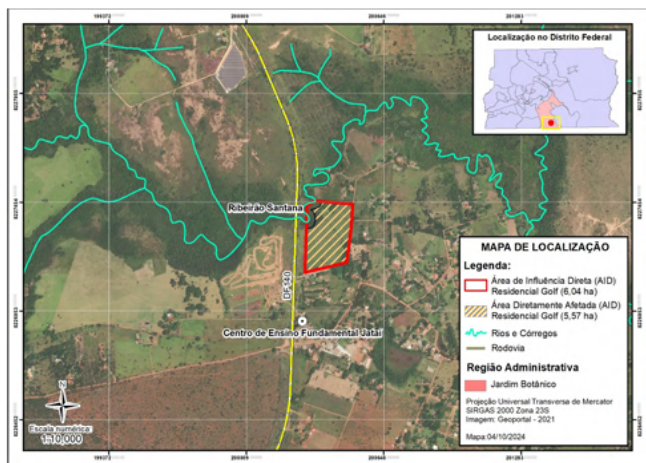 Localização no Distrito Federal
Ribeirão Santana
DF-140
Centro de Ensino Fundamental Jataí
MAPA DE LOCALIZAÇÃO
Legenda:
Área de Influência Direta (AID)
Residencial Golf (6,04 ha)
Área Diretamente Afetada (AID)
Residencial Golf (5,57 ha)
Rios e Córregos
Rodovia
Região Administrativa
Jardim Botânico
Projeção Universal Transversa de Mercator
SIRGAS 2000 Zona 23S
Imagem: Geoportal - 2021
Mapa:04/10/2024
N
Escala numérica:
1:10,000